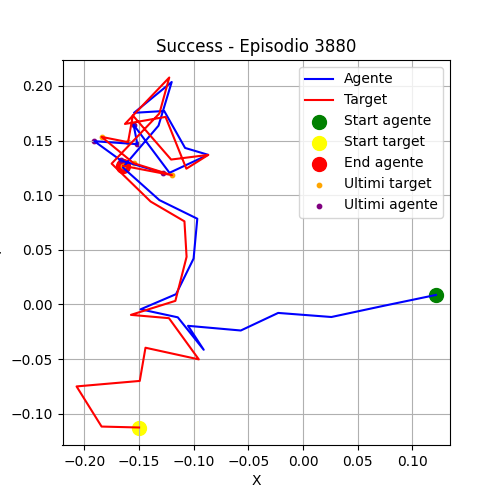 Success - Episodio 3880
Agente
Target
Start agente
Start target
End agente
Ultimi target
Ultimi agente
0.20
0.15
0.10
0.05
0.00
−0.05
−0.10
−0.20
−0.15
−0.10
−0.05
0.00
0.05
0.10
X